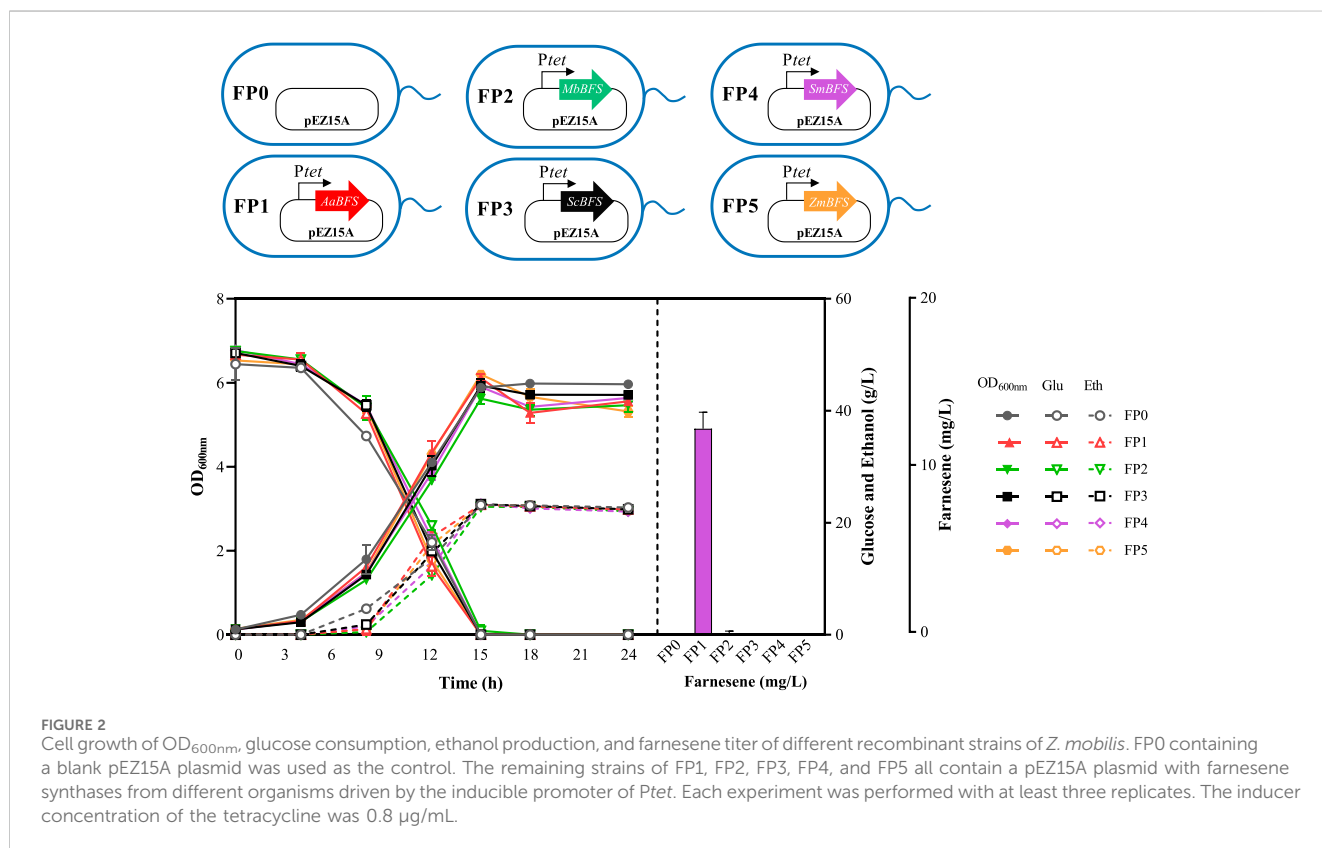 FP0
pEZ15A
Ptet
FP2
MbBFS
pEZ15A
Ptet
FP4
SmBFS
pEZ15A
Ptet
FP1
AaBFS
pEZ15A
Ptet
FP3
ScBFS
pEZ15A
Ptet
FP5
ZmBFS
pEZ15A
8
6
4
2
0
OD600nm
0 3 6 9 12 15 18 21 24
Time (h)
FP0 FP1 FP2 FP3 FP4 FP5
Farnesene (mg/L)
60
40
20
0
Glucose and Ethanol (g/L)
20
10
0
Farnesene (mg/L)
OD600nm Glu Eth
FP0
FP1
FP2
FP3
FP4
FP5
FIGURE 2
Cell growth of OD600nm, glucose consumption, ethanol production, and farnesene titer of different recombinant strains of Z. mobilis. FP0 containing
a blank pEZ15A plasmid was used as the control. The remaining strains of FP1, FP2, FP3, FP4, and FP5 all contain a pEZ15A plasmid with farnesene
synthases from different organisms driven by the inducible promoter of Ptet. Each experiment was performed with at least three replicates. The inducer
concentration of the tetracycline was 0.8 µg/mL.